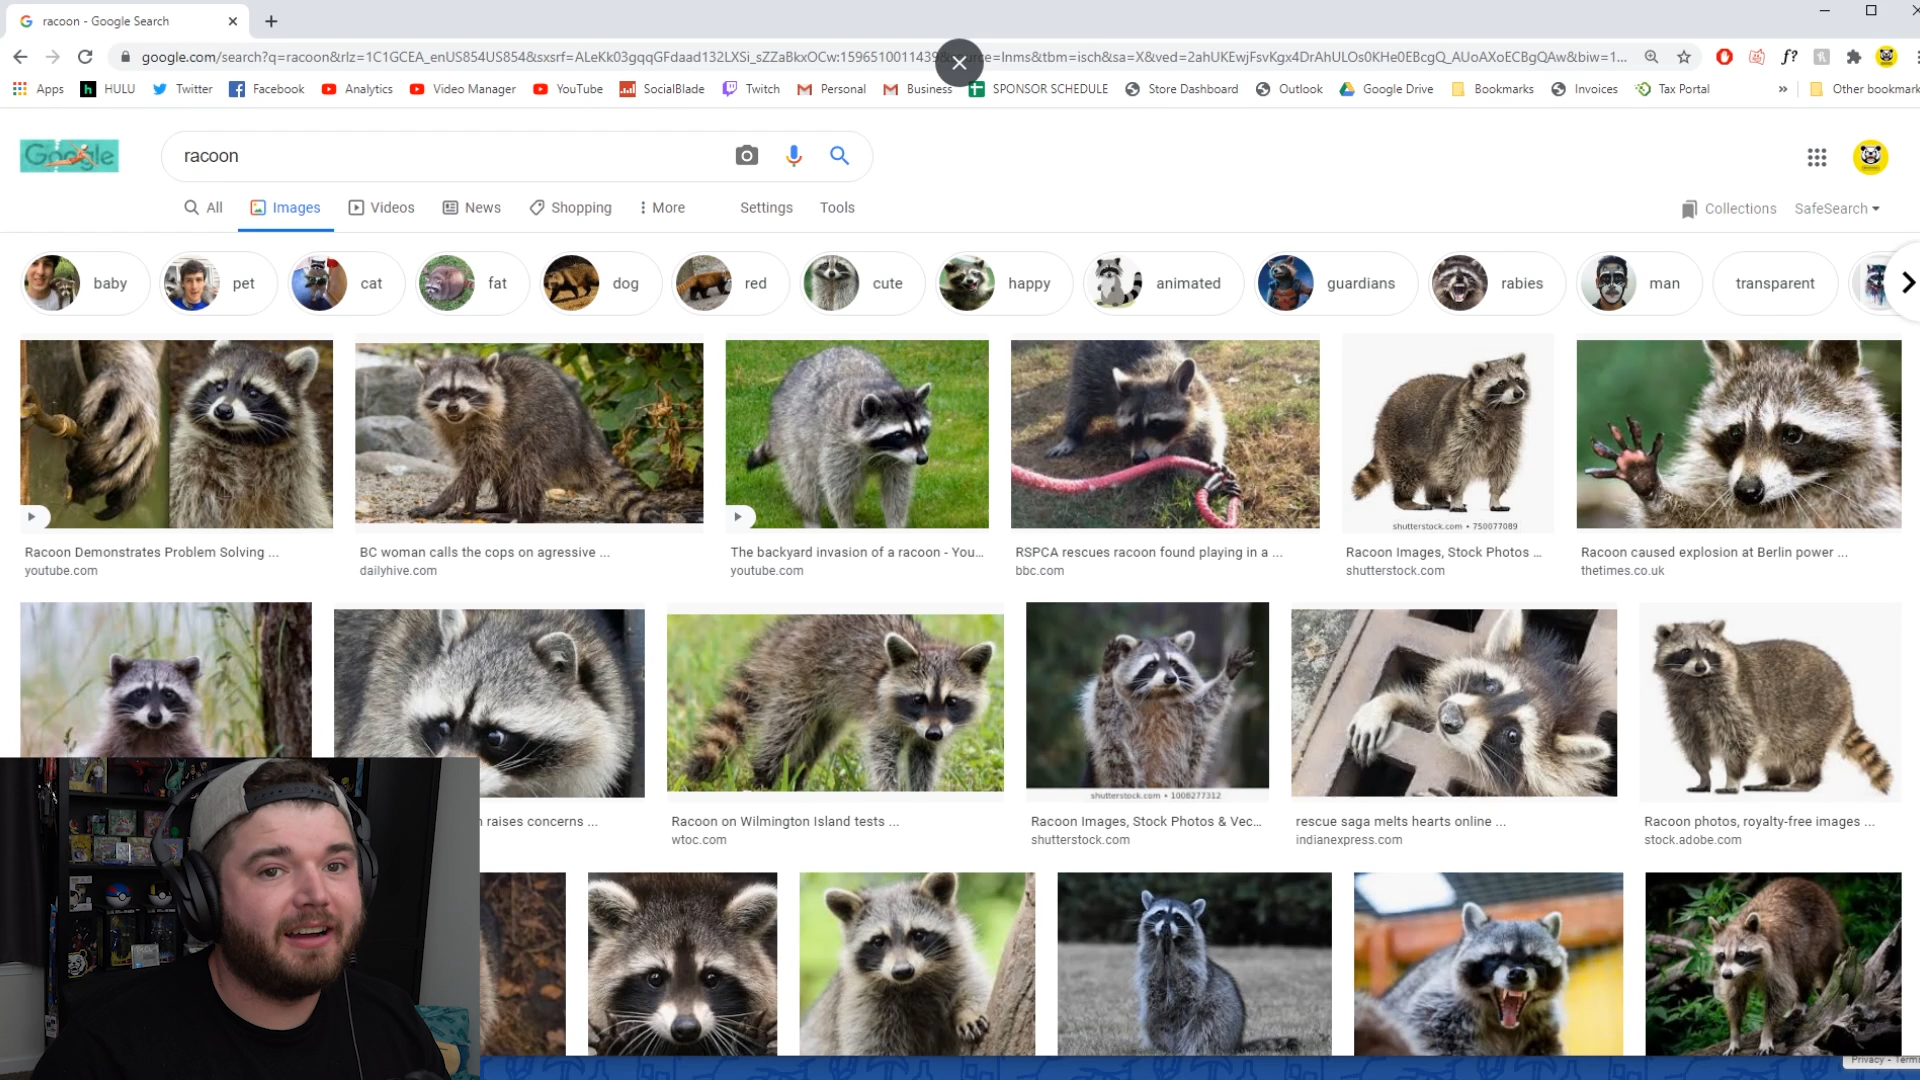 racoon - Google Search
google.com/search?q=racoon&rlz=1C1GCEA_enUS854US854&sxsrf=ALeKk03gqqGFdaad132LXSi_sZZaBkxOCw:1596510011439&source=lnms&tbm=isch&sa=X&ved=2ahUKEwjFsvKgx4DrAhULOs0KHe0EBcgQ_AUoAXoECBgQAw&biw=1...
Apps HULU Twitter Facebook Analytics Video Manager YouTube SocialBlade Twitch Personal Business SPONSOR SCHEDULE Store Dashboard Outlook Google Drive Bookmarks Invoices Tax Portal » Other bookmark
Google racoon
All Images Videos News Shopping More Settings Tools Collections SafeSearch
baby pet cat fat dog red cute happy animated guardians rabies man transparent
shutterstock.com • 750077089
Racoon Demonstrates Problem Solving ... BC woman calls the cops on agressive ... The backyard invasion of a racoon - You... RSPCA rescues racoon found playing in a ... Racoon Images, Stock Photos ... Racoon caused explosion at Berlin power ...
youtube.com dailyhive.com youtube.com bbc.com shutterstock.com thetimes.co.uk
shutterstock.com • 1006277312
raises concerns ... Racoon on Wilmington Island tests ... Racoon Images, Stock Photos & Vec... rescue saga melts hearts online ... Racoon photos, royalty-free images ...
wtoc.com shutterstock.com indianexpress.com stock.adobe.com
Privacy - Terms